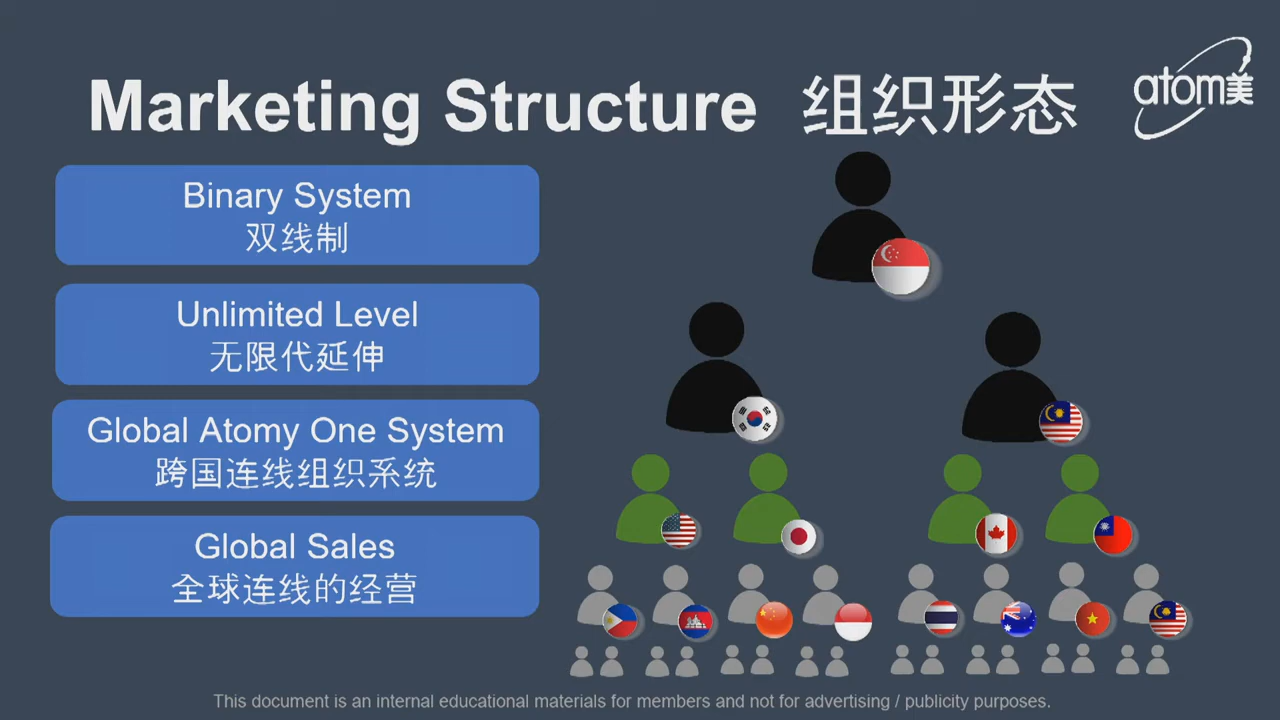 Marketing Structure 组织形态
atom美
Binary System
双线制
Unlimited Level
无限代延伸
Global Atomy One System
跨国连线组织系统
Global Sales
全球连线的经营
This document is an internal educational materials for members and not for advertising / publicity purposes.